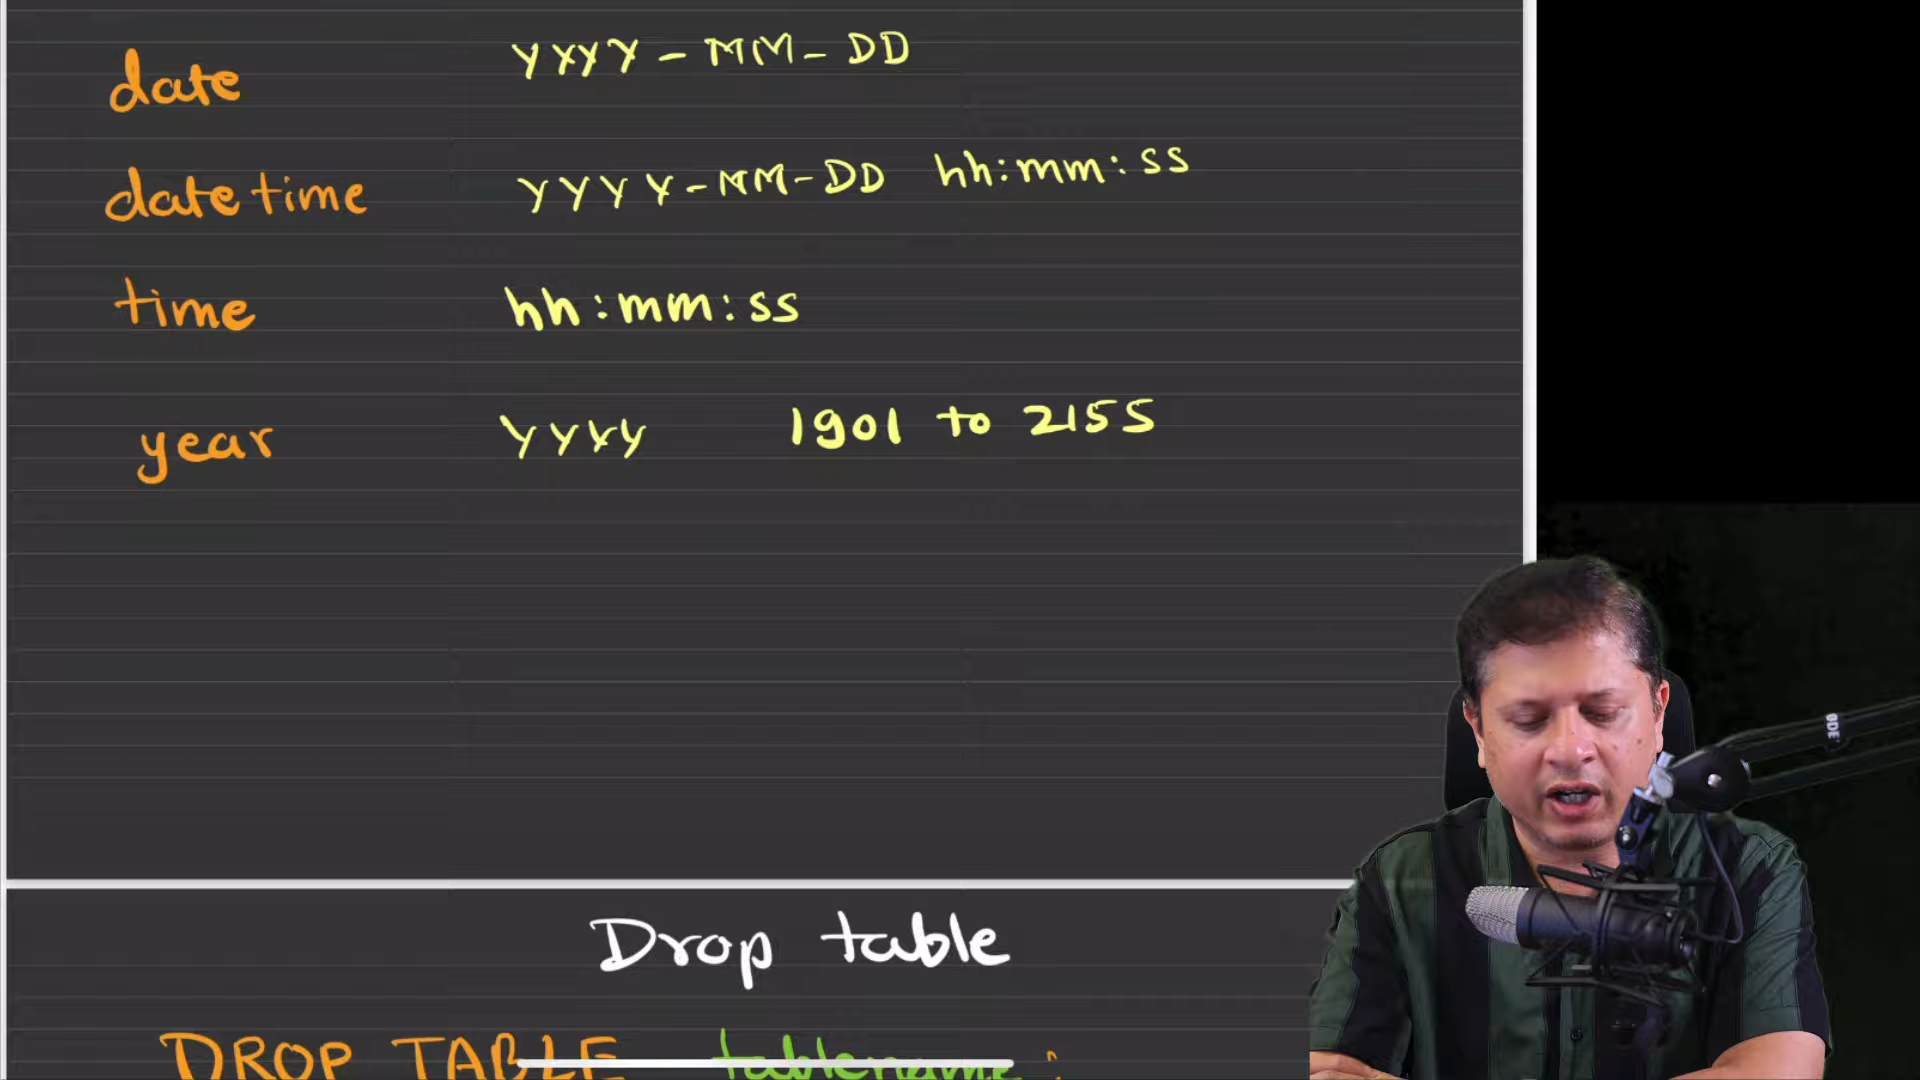 date YYYY-MM-DD
datetime YYYY-MM-DD hh:mm:ss
time hh:mm:ss
year YYYY 1901 to 2155
Drop table
DROP TABLE tablename;